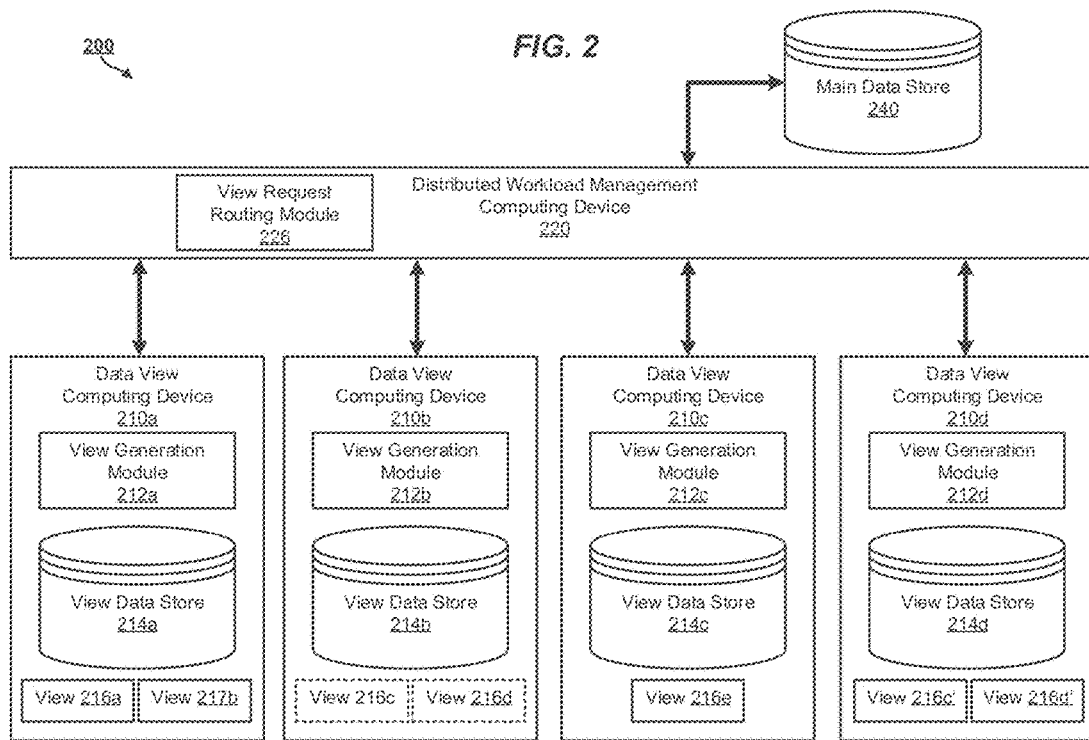 200
FIG. 2
Main Data Store
240
View Request
Routing Module
226
Distributed Workload Management
Computing Device
220
Data View
Computing Device
210a
View Generation
Module
212a
View Data Store
214a
View 216a
View 217b
Data View
Computing Device
210b
View Generation
Module
212b
View Data Store
214b
View 216c
View 216d
Data View
Computing Device
210c
View Generation
Module
212c
View Data Store
214c
View 216e
Data View
Computing Device
210d
View Generation
Module
212d
View Data Store
214d
View 216c'
View 216d'